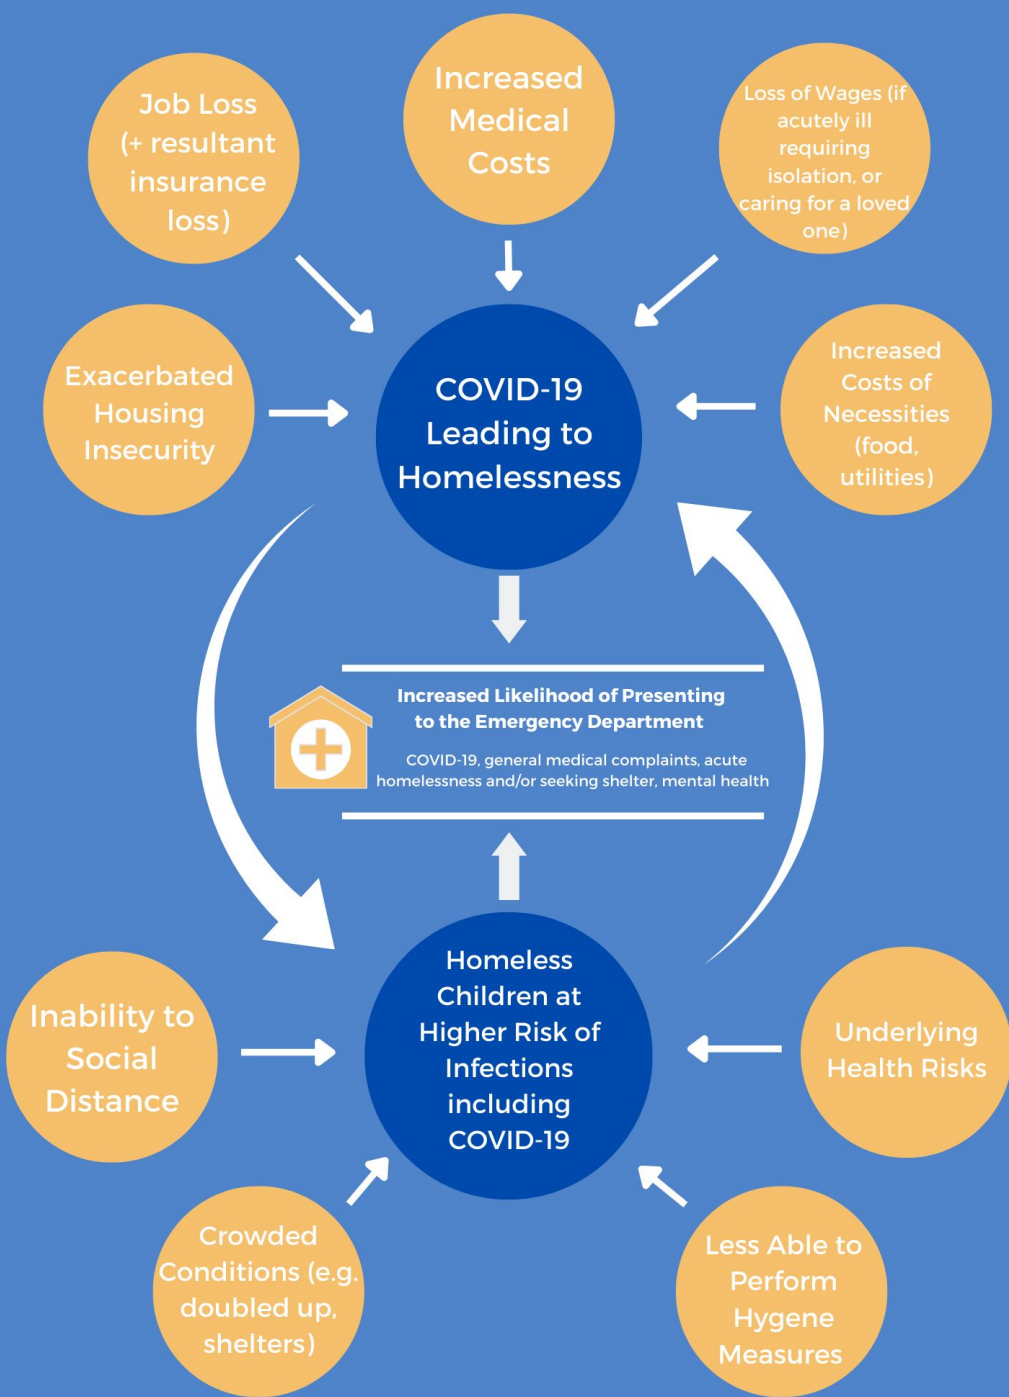 Job Loss
(+ resultant
insurance
loss)
Increased
Medical
Costs
Loss of Wages (if
acutely ill
requiring
isolation, or
caring for a loved
one)
Exacerbated
Housing
Insecurity
COVID-19
Leading to
Homelessness
Increased
Costs of
Necessities
(food,
utilities)
Increased Likelihood of Presenting
to the Emergency Department
COVID-19, general medical complaints, acute
homelessness and/or seeking shelter, mental health
Inability to
Social
Distance
Homeless
Children at
Higher Risk of
Infections
including
COVID-19
Underlying
Health Risks
Crowded
Conditions (e.g.
doubled up,
shelters)
Less Able to
Perform
Hygene
Measures